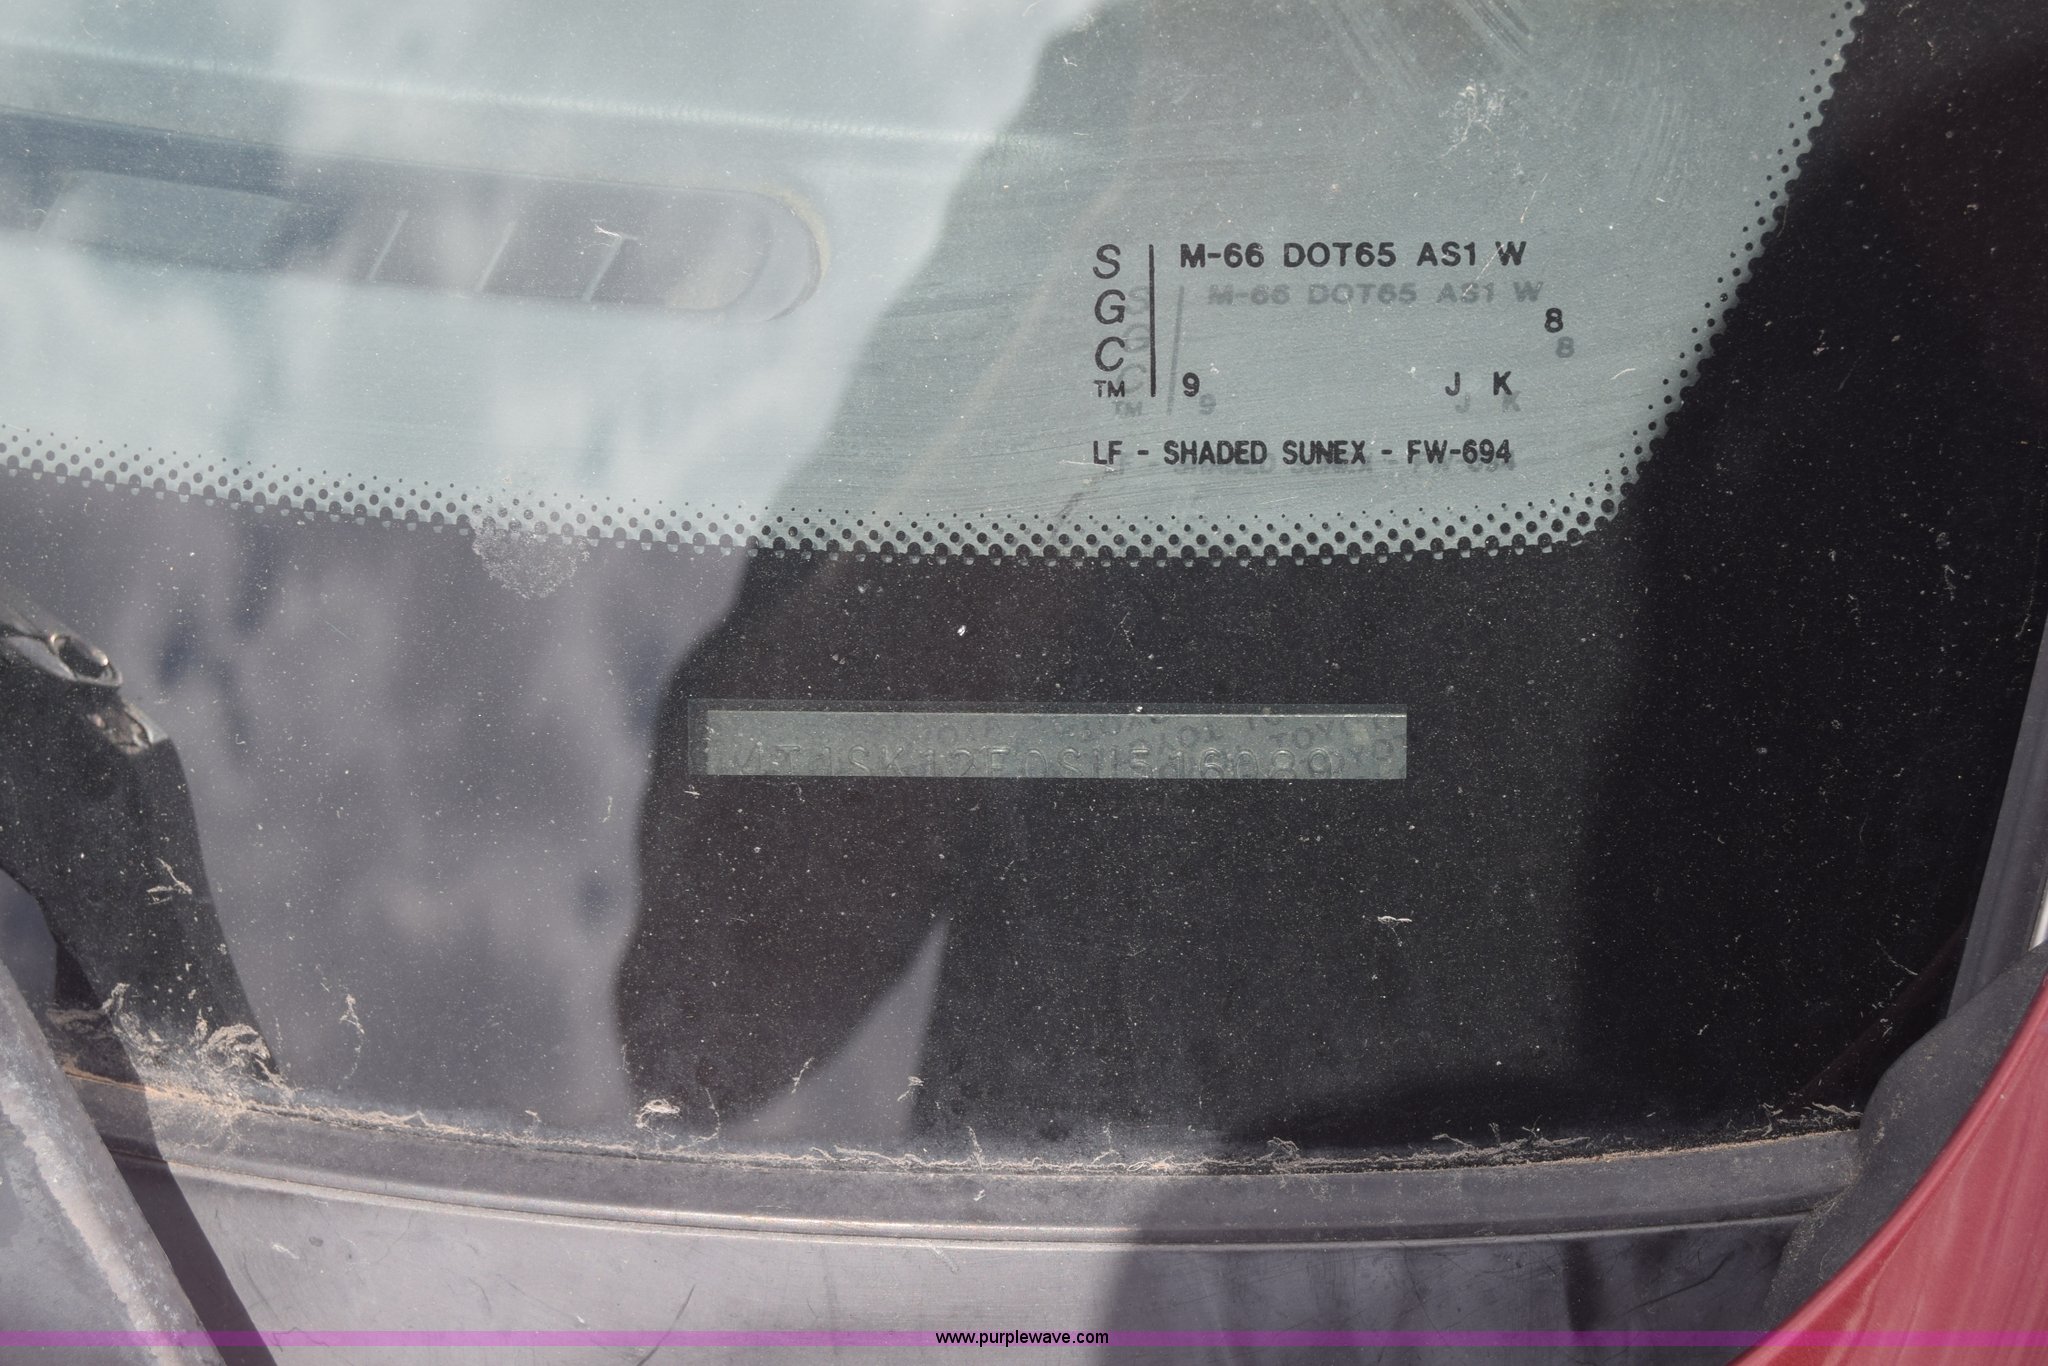 S
G
C
TM
M-66 DOT65 AS1 W
8
9 J K
LF - SHADED SUNEX - FW-694
www.purplewave.com